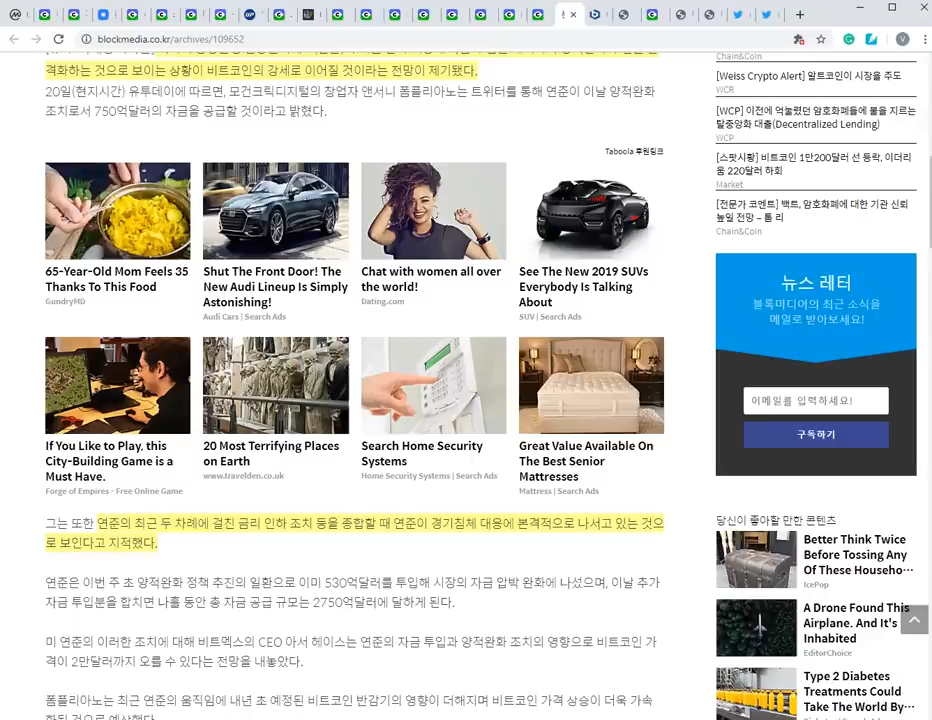 blockmedia.co.kr/archives/109652
격화하는 것으로 보이는 상황이 비트코인의 강세로 이어질 것이라는 전망이 제기됐다.
20일(현지시간) 유투데이에 따르면, 모건크릭디지털의 창업자 앤서니 폼플리아노는 트위터를 통해 연준이 이날 양적완화
조치로서 750억달러의 자금을 공급할 것이라고 밝혔다.
Taboola 후원링크
65-Year-Old Mom Feels 35
Thanks To This Food
GundryMD
Shut The Front Door! The
New Audi Lineup Is Simply
Astonishing!
Audi Cars | Search Ads
Chat with women all over
the world!
Dating.com
See The New 2019 SUVs
Everybody Is Talking
About
SUV | Search Ads
If You Like to Play, this
City-Building Game is a
Must Have.
Forge of Empires - Free Online Game
20 Most Terrifying Places
on Earth
www.travelden.co.uk
Search Home Security
Systems
Home Security Systems | Search Ads
Great Value Available On
The Best Senior
Mattresses
Mattress | Search Ads
그는 또한 연준의 최근 두 차례에 걸친 금리 인하 조치 등을 종합할 때 연준이 경기침체 대응에 본격적으로 나서고 있는 것으
로 보인다고 지적했다.
연준은 이번 주 초 양적완화 정책 추진의 일환으로 이미 530억달러를 투입해 시장의 자금 압박 완화에 나섰으며, 이날 추가
자금 투입분을 합치면 나흘 동안 총 자금 공급 규모는 2750억달러에 달하게 된다.
미 연준의 이러한 조치에 대해 비트멕스의 CEO 아서 헤이스는 연준의 자금 투입과 양적완화 조치의 영향으로 비트코인 가
격이 2만달러까지 오를 수 있다는 전망을 내놓았다.
폼플리아노는 최근 연준의 움직임에 내년 초 예정된 비트코인 반감기의 영향이 더해지며 비트코인 가격 상승이 더욱 가속
화될 것으로 예상했다.
Chain&Coin
[Weiss Crypto Alert] 알트코인이 시장을 주도
WCR
[WCP] 이전에 억눌렸던 암호화폐들에 불을 지르는
탈중앙화 대출(Decentralized Lending)
WCP
[스팟시황] 비트코인 1만200달러 선 등락, 이더리
움 220달러 하회
Market
[전문가 코멘트] 백트, 암호화폐에 대한 기관 신뢰
높일 전망 – 톰 리
Chain&Coin
뉴스 레터
블록미디어의 최근 소식을
메일로 받아보세요!
이메일를 입력하세요!
구독하기
당신이 좋아할 만한 콘텐츠
Better Think Twice
Before Tossing Any
Of These Househo…
IcePop
A Drone Found This
Airplane. And It's
Inhabited
EditorChoice
Type 2 Diabetes
Treatments Could
Take The World By…